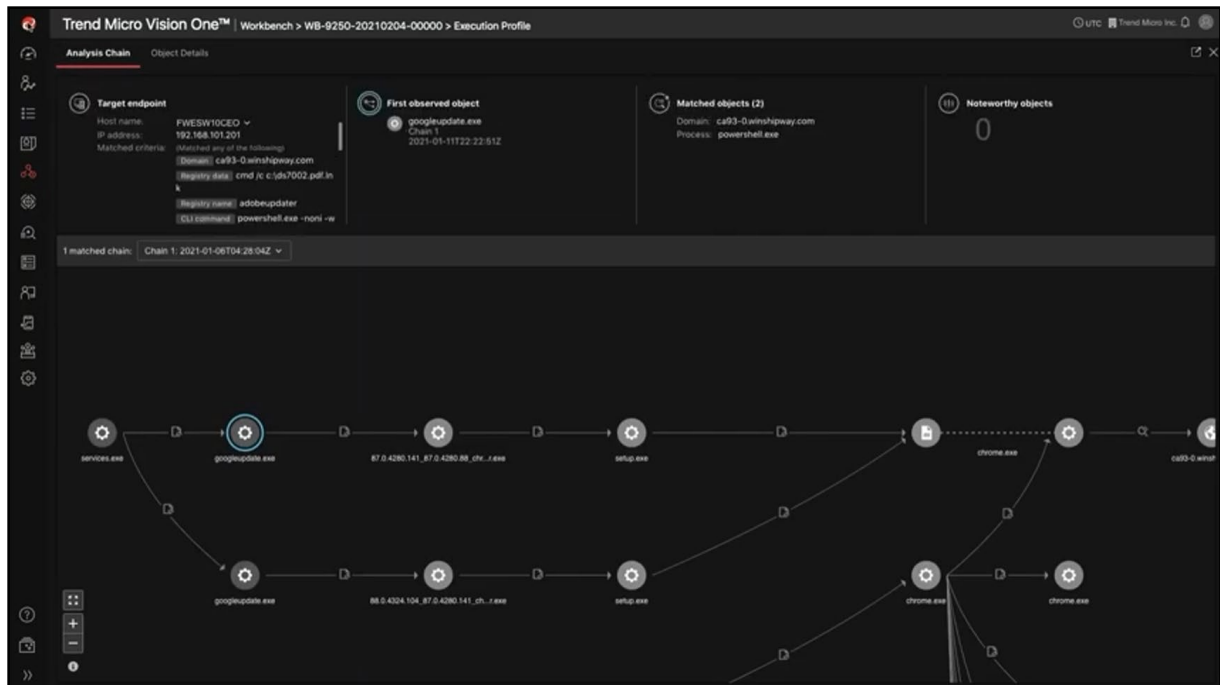 Trend Micro Vision One™ | Workbench > WB-9250-20210204-00000 > Execution Profile
UTC Trend Micro Inc.
Analysis Chain Object Details
Target endpoint
Host name: FWESW10CEO
IP address: 192.168.101.201
Matched criteria: (Matched any of the following)
Domain ca93-0.winshipway.com
Registry data cmd /c c:\ds7002.pdf.ln
k
Registry name adobeupdater
CLI command powershell.exe -noni -w
First observed object
googleupdate.exe
Chain 1
2021-01-11T22:22:51Z
Matched objects (2)
Domain: ca93-0.winshipway.com
Process: powershell.exe
Noteworthy objects
0
1 matched chain: Chain 1: 2021-01-06T04:28:04Z
services.exe
googleupdate.exe
87.0.4280.141_87.0.4280.88_chr...r.exe
setup.exe
chrome.exe
ca93-0.winsh
googleupdate.exe
88.0.4324.104_87.0.4280.141_ch...r.exe
setup.exe
chrome.exe
chrome.exe